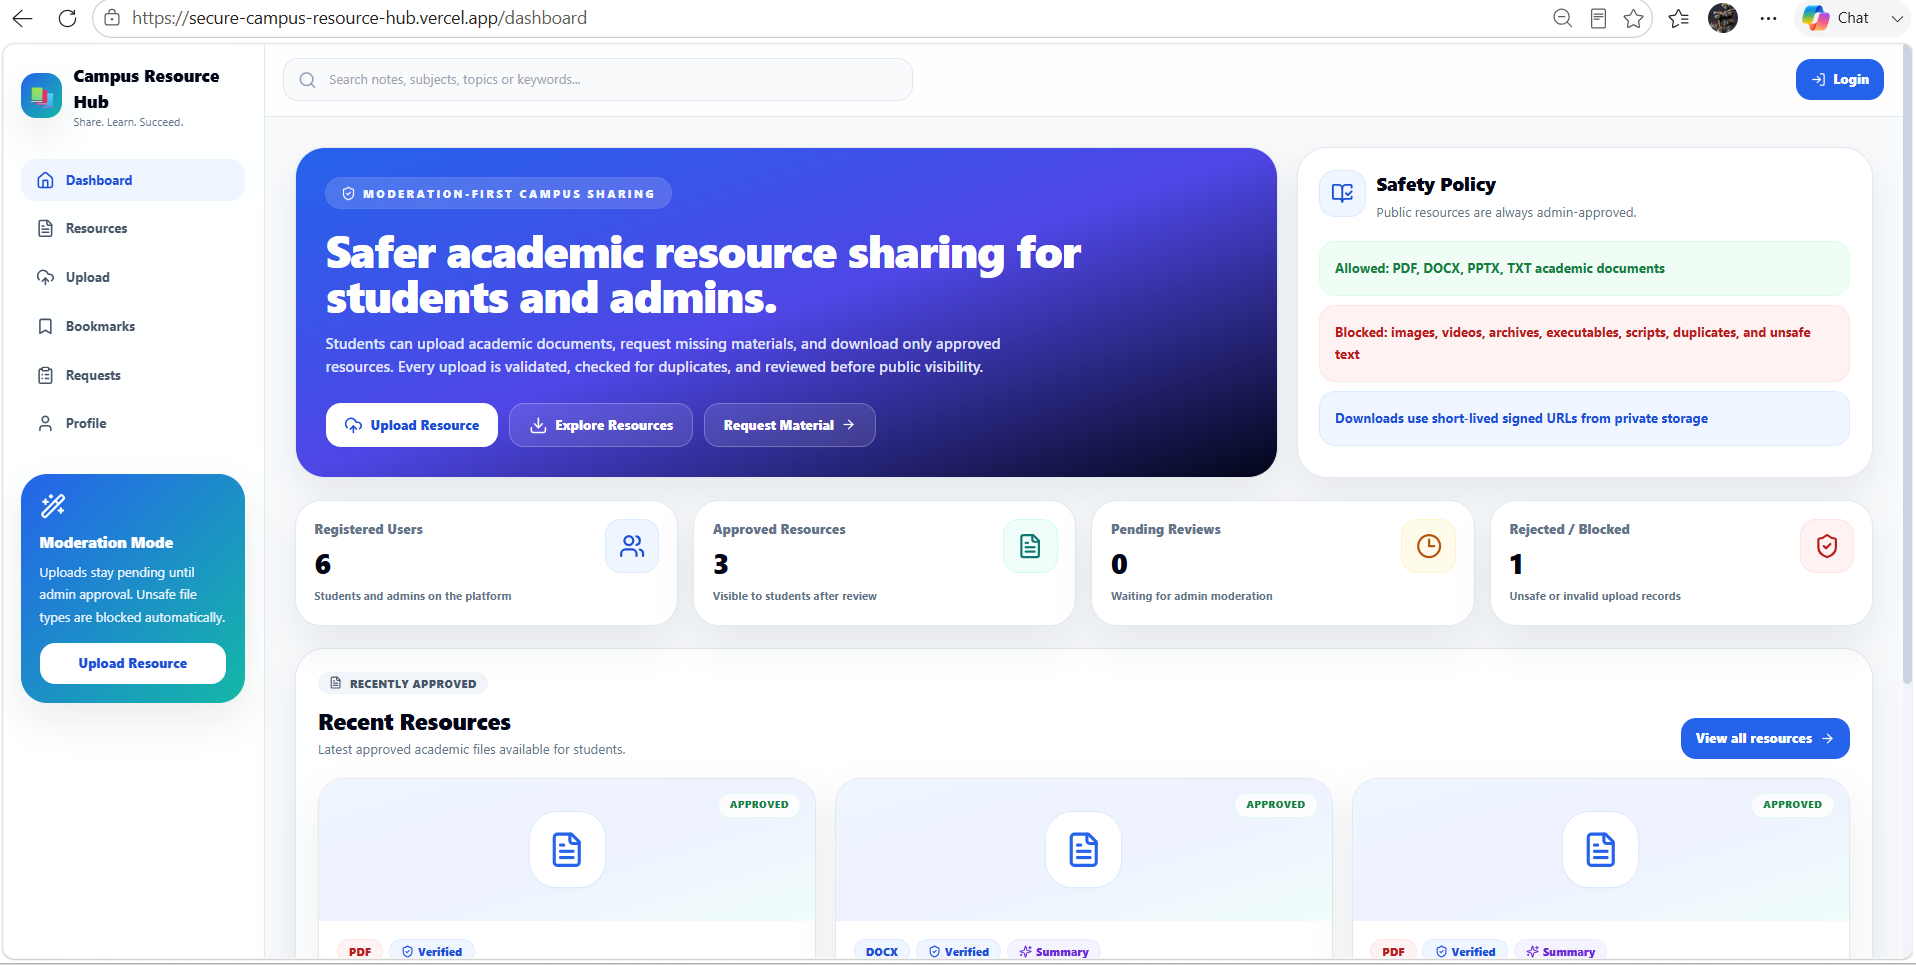 https://secure-campus-resource-hub.vercel.app/dashboard
Chat
Campus Resource
Hub
Share. Learn. Succeed.
Search notes, subjects, topics or keywords...
Login
Dashboard
Resources
Upload
Bookmarks
Requests
Profile
Moderation Mode
Uploads stay pending until
admin approval. Unsafe file
types are blocked automatically.
Upload Resource
MODERATION-FIRST CAMPUS SHARING
Safer academic resource sharing for
students and admins.
Students can upload academic documents, request missing materials, and download only approved
resources. Every upload is validated, checked for duplicates, and reviewed before public visibility.
Upload Resource
Explore Resources
Request Material
Safety Policy
Public resources are always admin-approved.
Allowed: PDF, DOCX, PPTX, TXT academic documents
Blocked: images, videos, archives, executables, scripts, duplicates, and unsafe
text
Downloads use short-lived signed URLs from private storage
Registered Users
6
Students and admins on the platform
Approved Resources
3
Visible to students after review
Pending Reviews
0
Waiting for admin moderation
Rejected / Blocked
1
Unsafe or invalid upload records
RECENTLY APPROVED
Recent Resources
Latest approved academic files available for students.
View all resources
APPROVED
PDF
Verified
APPROVED
DOCX
Verified
Summary
APPROVED
PDF
Verified
Summary